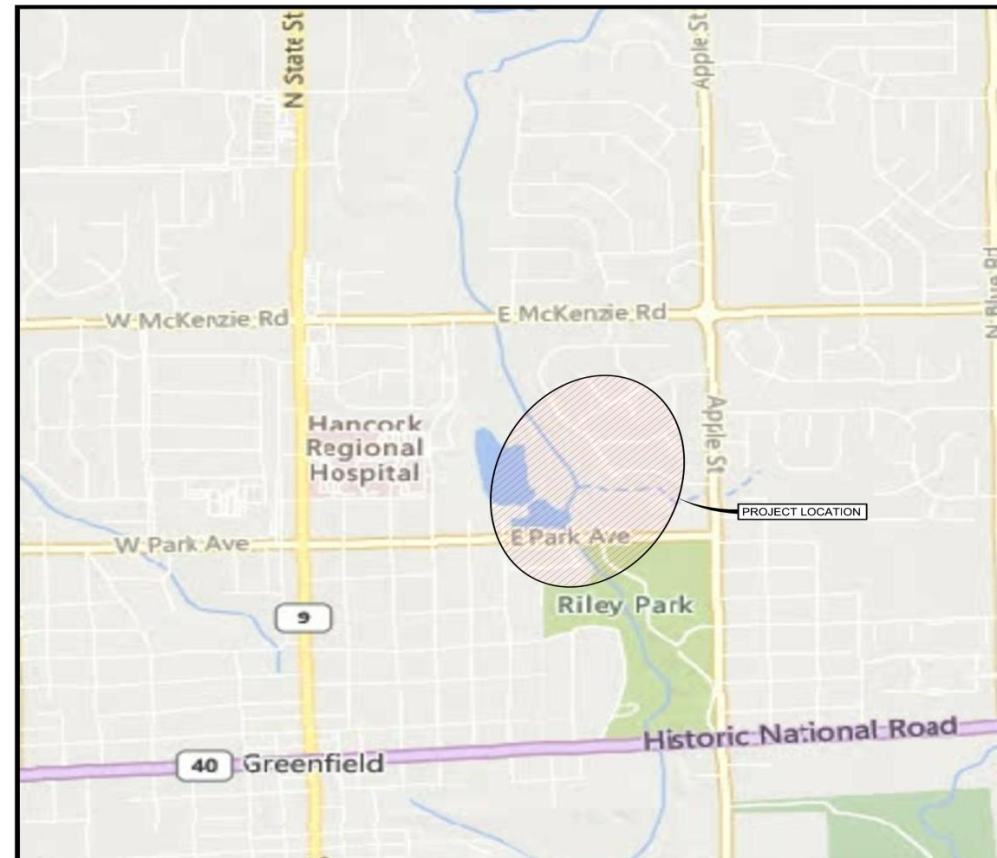 N State St
Apple St
N Blue Rd
W McKenzie Rd
E McKenzie Rd
Hancock
Regional
Hospital
Apple St
PROJECT LOCATION
W Park Ave
E Park Ave
9
Riley Park
Historic National Road
40
Greenfield